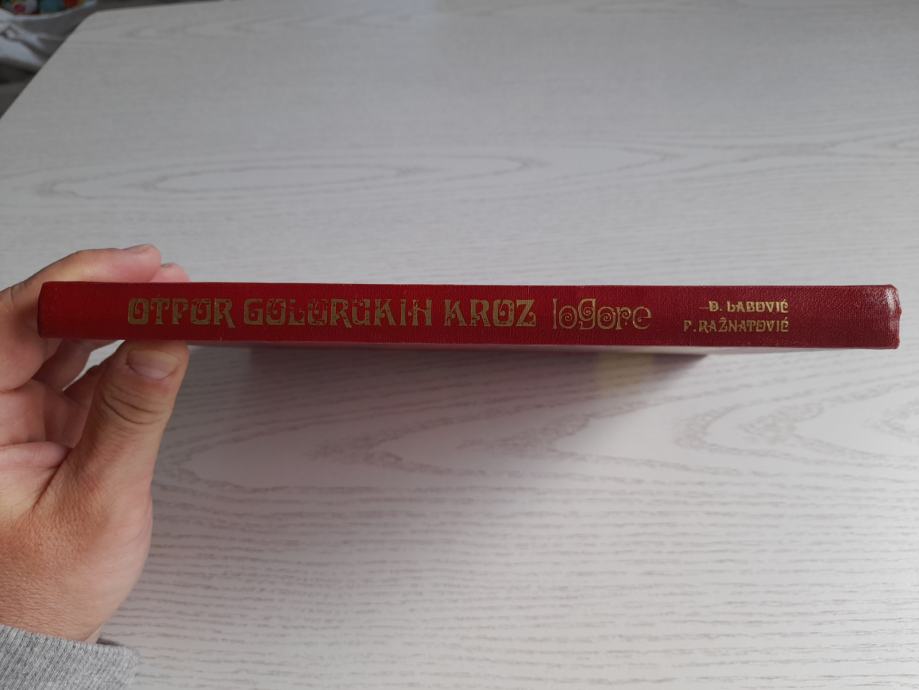 OTPOR GOLORUKIH KROZ logore
Đ. LABOVIĆ
F. RAŽNATOVIĆ